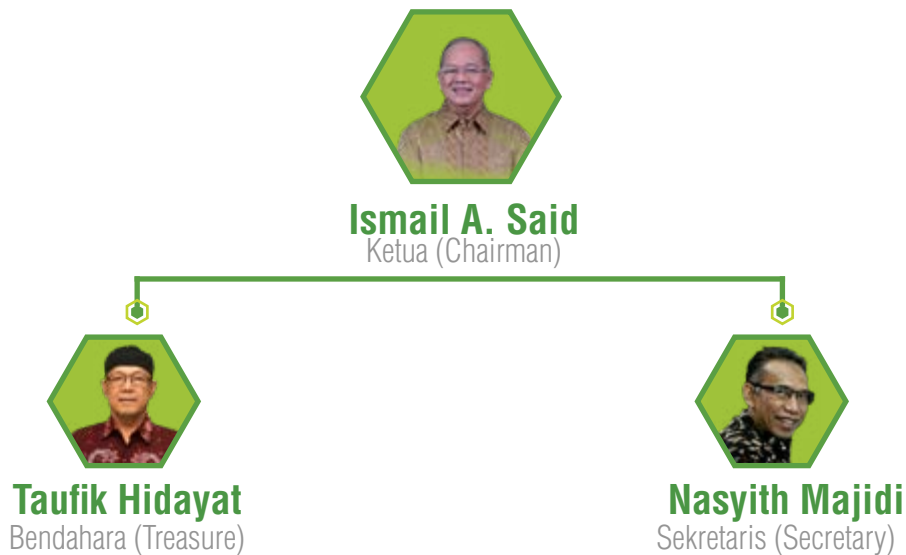 Ismail A. Said
Ketua (Chairman)
Taufik Hidayat
Bendahara (Treasure)
Nasyith Majidi
Sekretaris (Secretary)